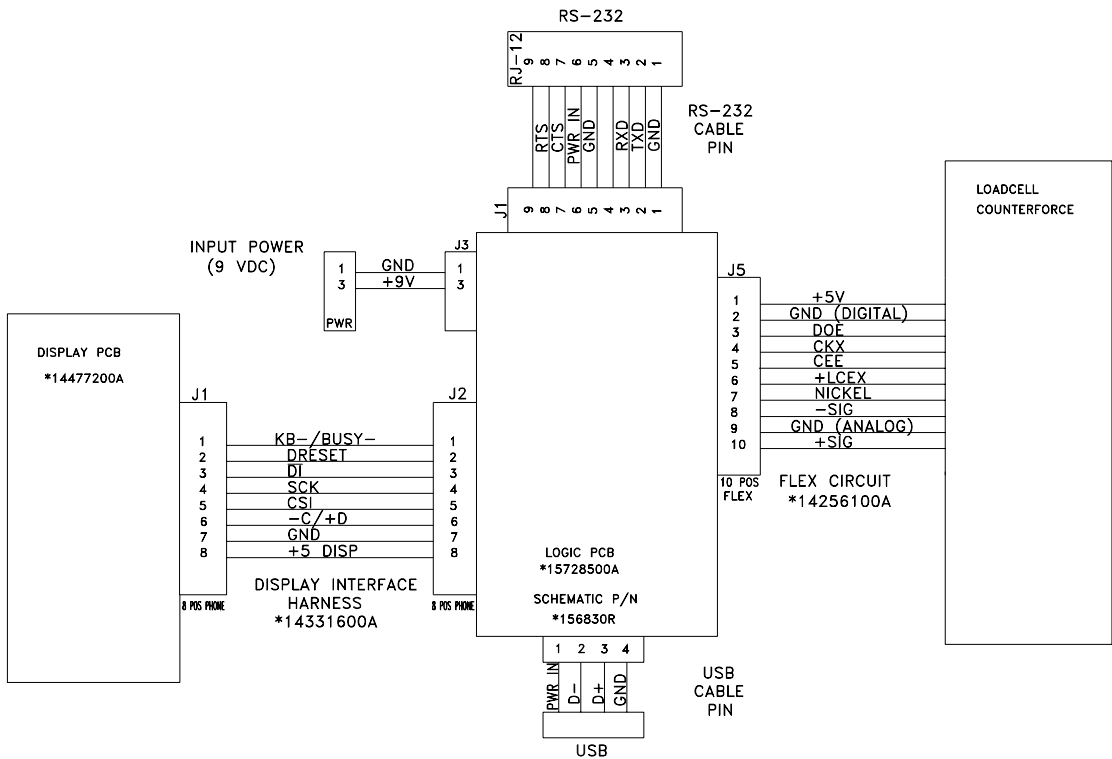 RS-232
RJ-12
9 8 7 6 5 4 3 2 1
RTS
CTS
PWR IN
GND
RXD
TXD
GND
RS-232
CABLE
PIN
J1
9 8 7 6 5 4 3 2 1
INPUT POWER
(9 VDC)
1
3
PWR
GND
+9V
J3
1
3
DISPLAY PCB
*14477200A
J1
1
2
3
4
5
6
7
8
8 POS PHONE
KB-/BUSY-
DRESET
DI
SCK
CSI
-C/+D
GND
+5 DISP
J2
1
2
3
4
5
6
7
8
8 POS PHONE
DISPLAY INTERFACE
HARNESS
*14331600A
LOGIC PCB
*15728500A
SCHEMATIC P/N
*156830R
J5
1
2
3
4
5
6
7
8
9
10
10 POS
FLEX
+5V
GND (DIGITAL)
DOE
CKX
CEE
+LCEX
NICKEL
-SIG
GND (ANALOG)
+SIG
FLEX CIRCUIT
*14256100A
LOADCELL
COUNTERFORCE
1 2 3 4
PWR IN
D-
D+
GND
USB
CABLE
PIN
USB